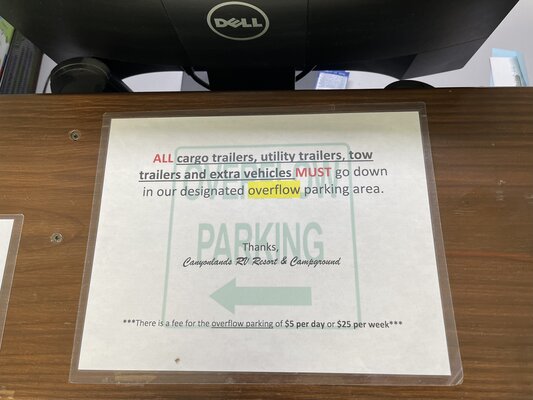 DELL
ALL cargo trailers, utility trailers, tow
trailers and extra vehicles MUST go down
in our designated overflow parking area.
OVERFLOW
PARKING
Thanks,
Canyonlands RV Resort & Campground
***There is a fee for the overflow parking of $5 per day or $25 per week***